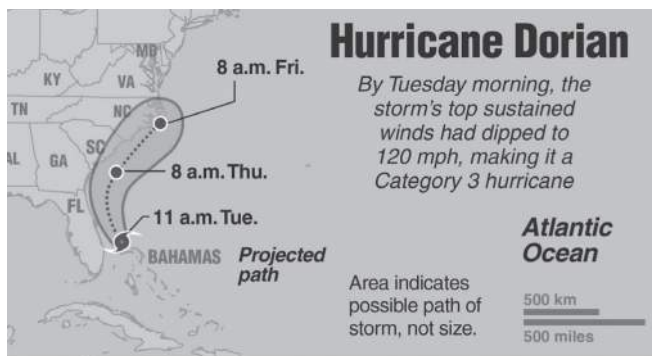 Hurricane Dorian
By Tuesday morning, the
storm's top sustained
winds had dipped to
120 mph, making it a
Category 3 hurricane
MD
KY
VA
8 a.m. Fri.
TN
NC
SC
AL
GA
8 a.m. Thu.
FL
11 a.m. Tue.
BAHAMAS
Projected
path
Atlantic
Ocean
Area indicates
possible path of
storm, not size.
500 km
500 miles